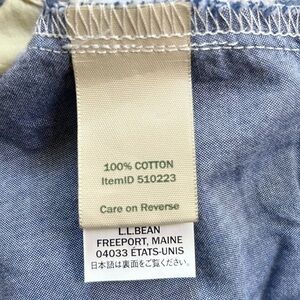 100% COTTON
ItemID 510223
Care on Reverse
L.L.BEAN
FREEPORT, MAINE
04033 ÉTATS-UNIS
日本語は裏面をご覧ください。